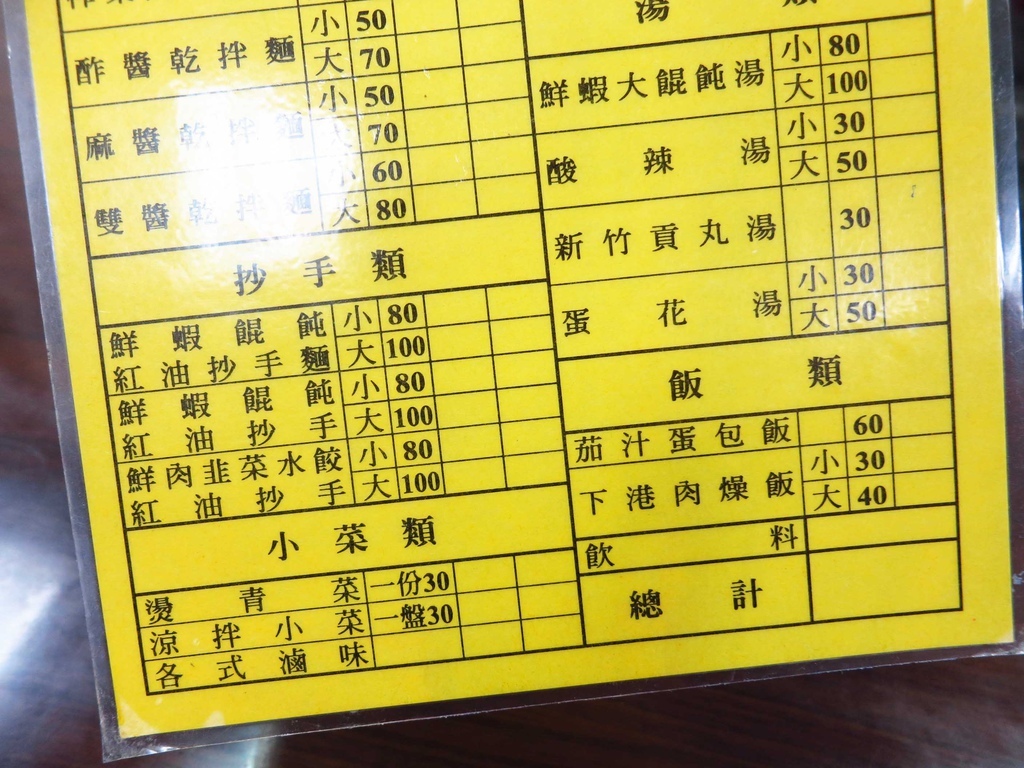 酢醬乾拌麵 小 50
大 70
麻醬乾拌麵 小 50
大 70
雙醬乾拌麵 小 60
大 80
抄手類
鮮蝦餛飩 小 80
紅油抄手麵 大 100
鮮蝦餛飩 小 80
紅油抄手 大 100
鮮肉韭菜水餃 小 80
紅油抄手 大 100
小菜類
燙青菜 一份30
涼拌小菜 一盤30
各式滷味
湯類
鮮蝦大餛飩湯 小 80
大 100
酸辣湯 小 30
大 50
新竹貢丸湯 30
蛋花湯 小 30
大 50
飯類
茄汁蛋包飯 60
下港肉燥飯 小 30
大 40
飲料
總計